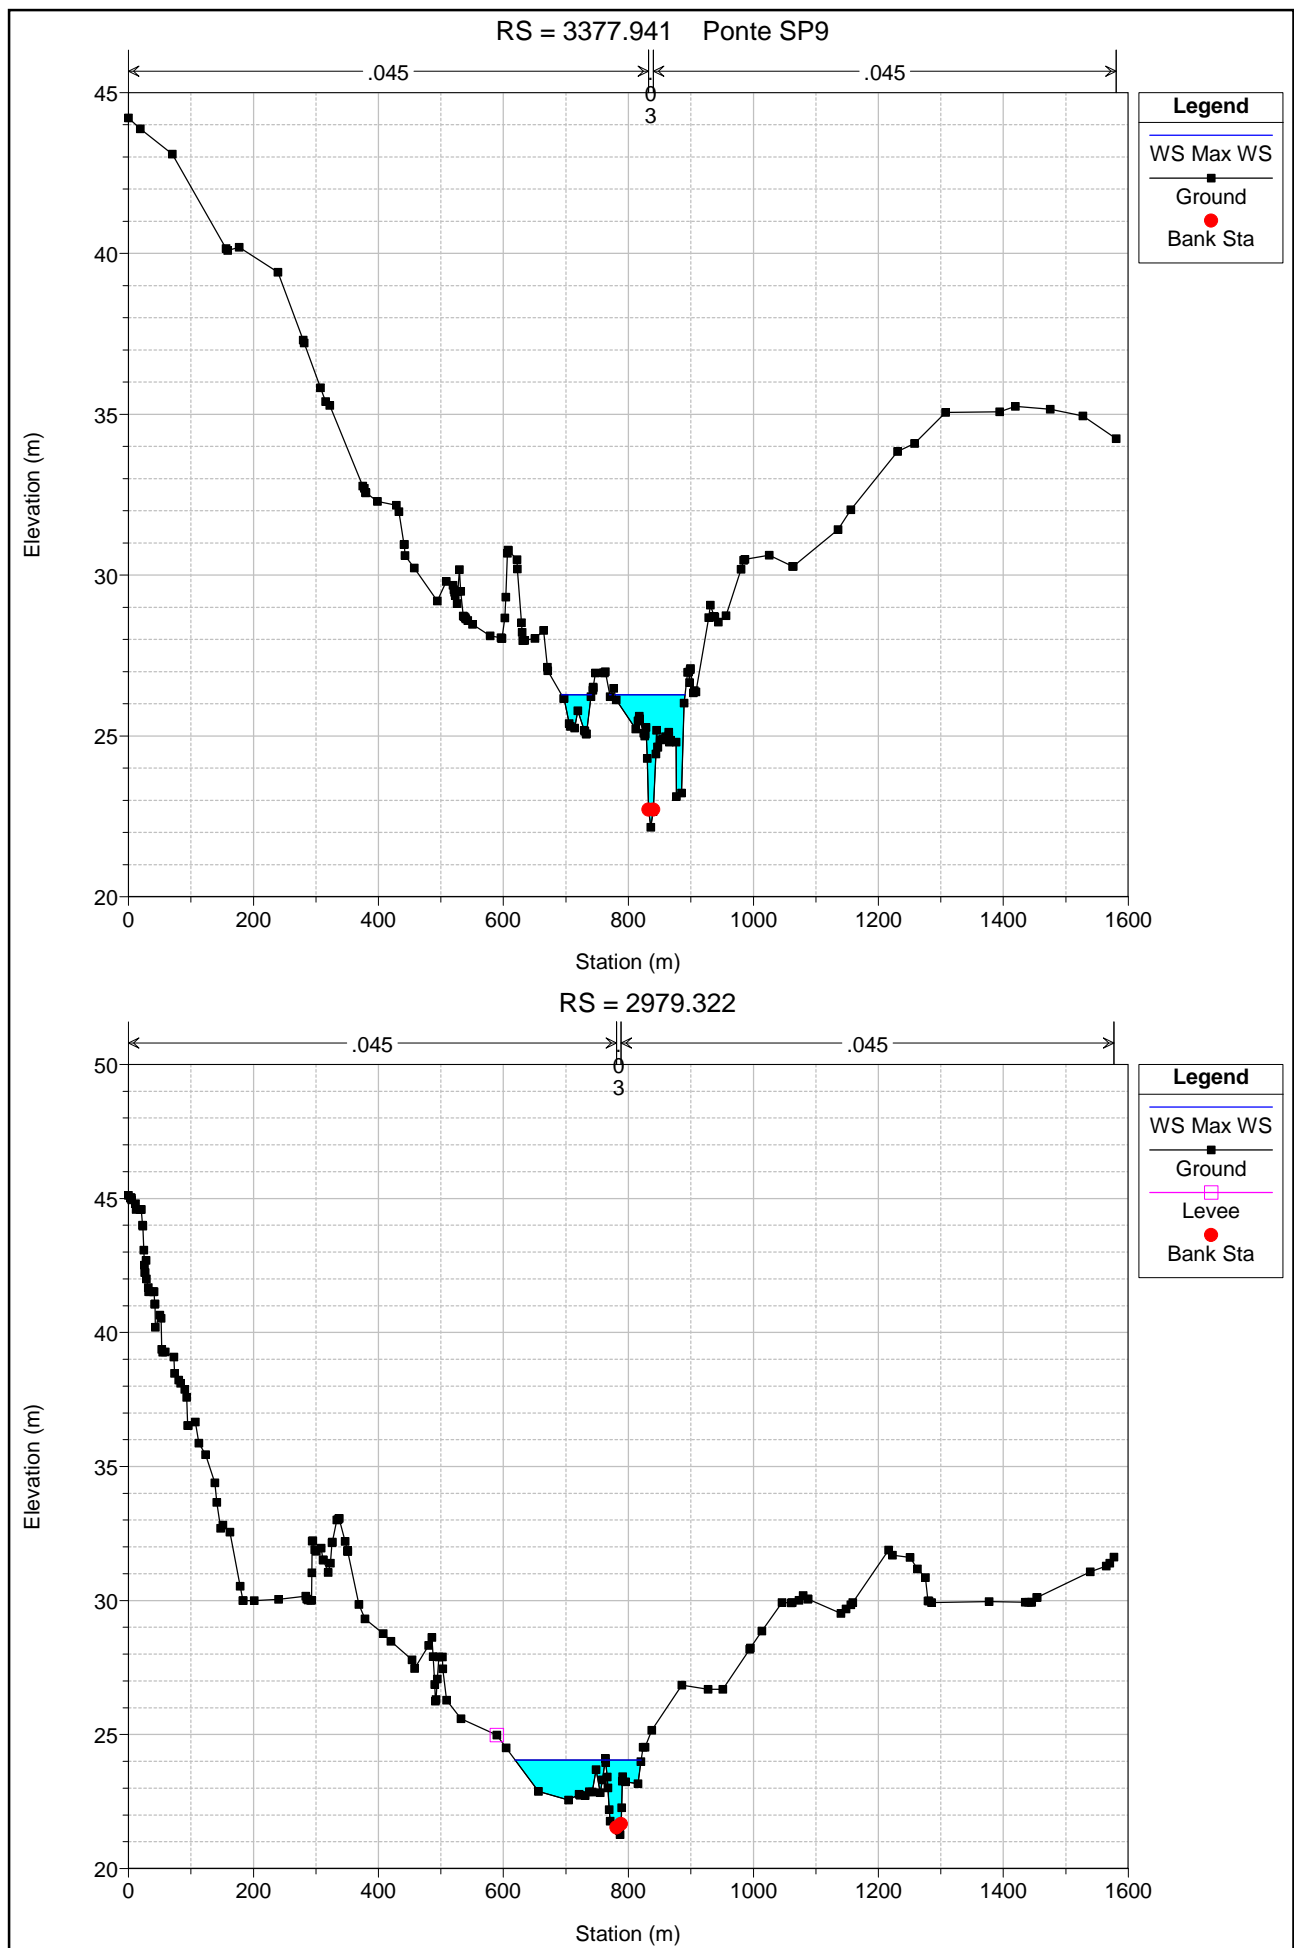 RS = 3377.941    Ponte SP9
.045
.
0
3
.045
45
40
35
30
25
20
Elevation (m)
0 200 400 600 800 1000 1200 1400 1600
Station (m)
Legend
WS Max WS
Ground
Bank Sta
RS = 2979.322
.045
.
0
3
.045
50
45
40
35
30
25
20
Elevation (m)
0 200 400 600 800 1000 1200 1400 1600
Station (m)
Legend
WS Max WS
Ground
Levee
Bank Sta